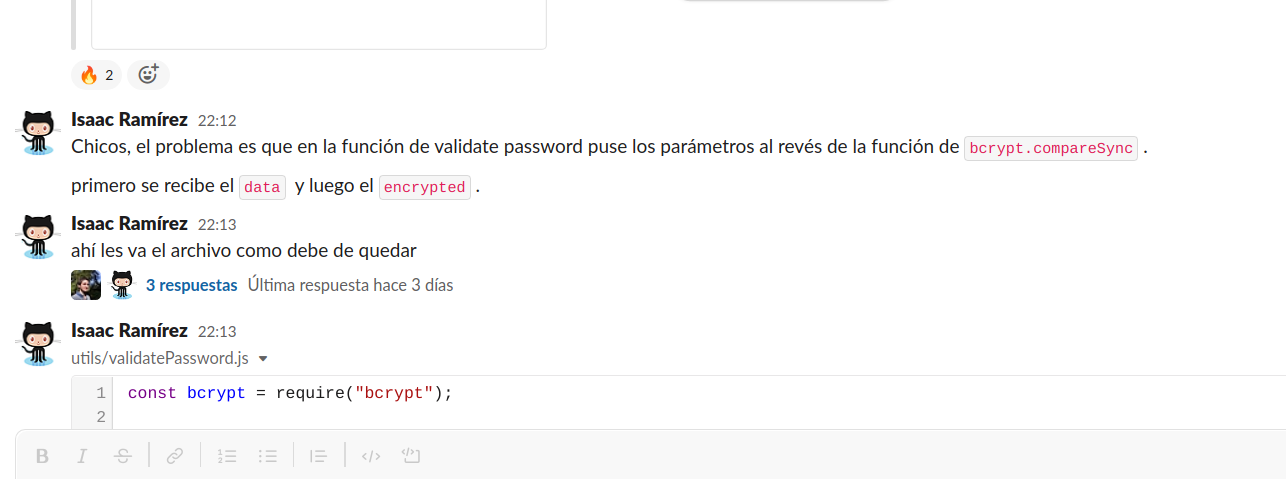 2
Isaac Ramírez 22:12
Chicos, el problema es que en la función de validate password puse los parámetros al revés de la función de bcrypt.compareSync .
primero se recibe el data y luego el encrypted .
Isaac Ramírez 22:13
ahí les va el archivo como debe de quedar
3 respuestas Última respuesta hace 3 días
Isaac Ramírez 22:13
utils/validatePassword.js
1 const bcrypt = require("bcrypt");
2